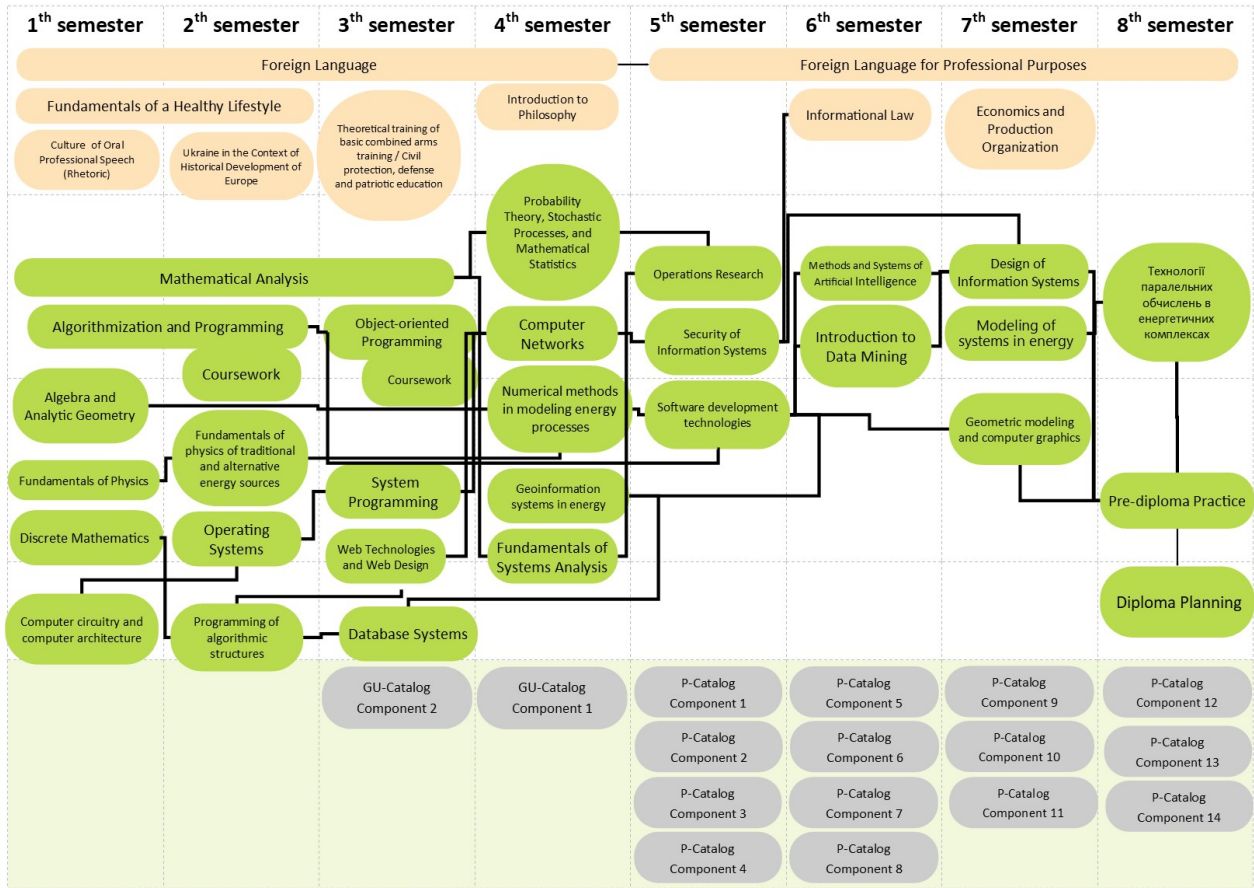 1th semester
2th semester
3th semester
4th semester
5th semester
6th semester
7th semester
8th semester
Foreign Language
Foreign Language for Professional Purposes
Fundamentals of a Healthy Lifestyle
Culture of Oral
Professional Speech
(Rhetoric)
Ukraine in the Context of
Historical Development of
Europe
Theoretical training of
basic combined arms
training / Civil
protection, defense
and patriotic education
Introduction to
Philosophy
Informational Law
Economics and
Production
Organization
Probability
Theory, Stochastic
Processes, and
Mathematical
Statistics
Mathematical Analysis
Operations Research
Methods and Systems of
Artificial Intelligence
Design of
Information Systems
Технології
паралельних
обчислень в
енергетичних
комплексах
Algorithmization and Programming
Coursework
Object-oriented
Programming
Coursework
Computer
Networks
Security of
Information Systems
Introduction to
Data Mining
Modeling of
systems in energy
Algebra and
Analytic Geometry
Numerical methods
in modeling energy
processes
Software development
technologies
Geometric modeling
and computer graphics
Fundamentals of Physics
Fundamentals of
physics of traditional
and alternative
energy sources
System
Programming
Geoinformation
systems in energy
Pre-diploma Practice
Discrete Mathematics
Operating
Systems
Web Technologies
and Web Design
Fundamentals of
Systems Analysis
Diploma Planning
Computer circuitry and
computer architecture
Programming of
algorithmic
structures
Database Systems
GU-Catalog
Component 2
GU-Catalog
Component 1
P-Catalog
Component 1
P-Catalog
Component 2
P-Catalog
Component 3
P-Catalog
Component 4
P-Catalog
Component 5
P-Catalog
Component 6
P-Catalog
Component 7
P-Catalog
Component 8
P-Catalog
Component 9
P-Catalog
Component 10
P-Catalog
Component 11
P-Catalog
Component 12
P-Catalog
Component 13
P-Catalog
Component 14